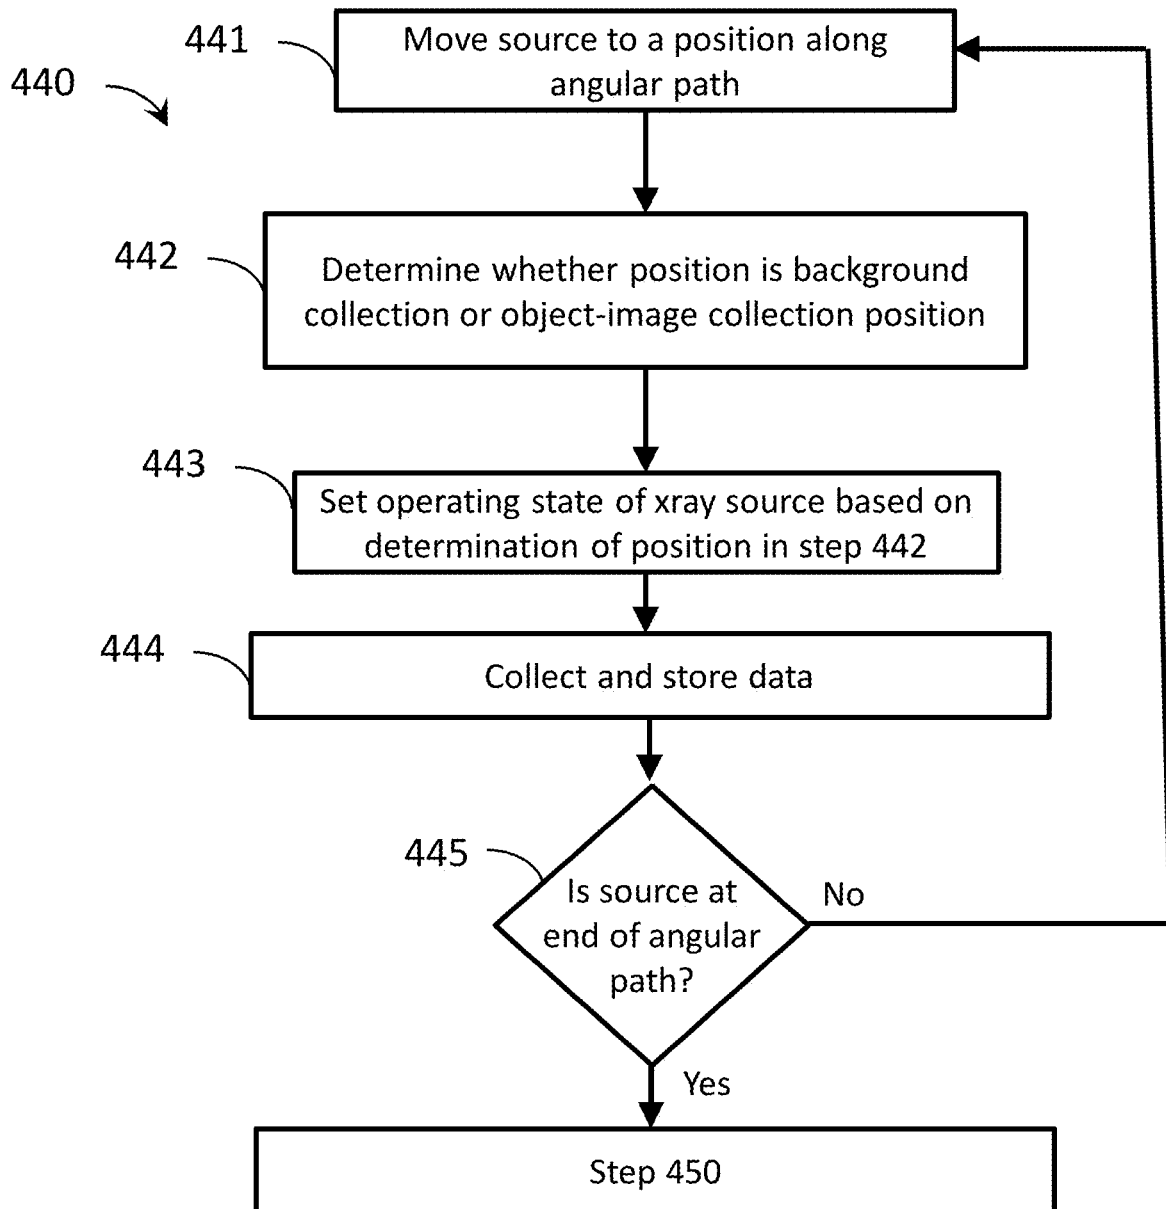 441
Move source to a position along
angular path
440
442
Determine whether position is background
collection or object-image collection position
443
Set operating state of xray source based on
determination of position in step 442
444
Collect and store data
445
Is source at
end of angular
path?
No
Yes
Step 450